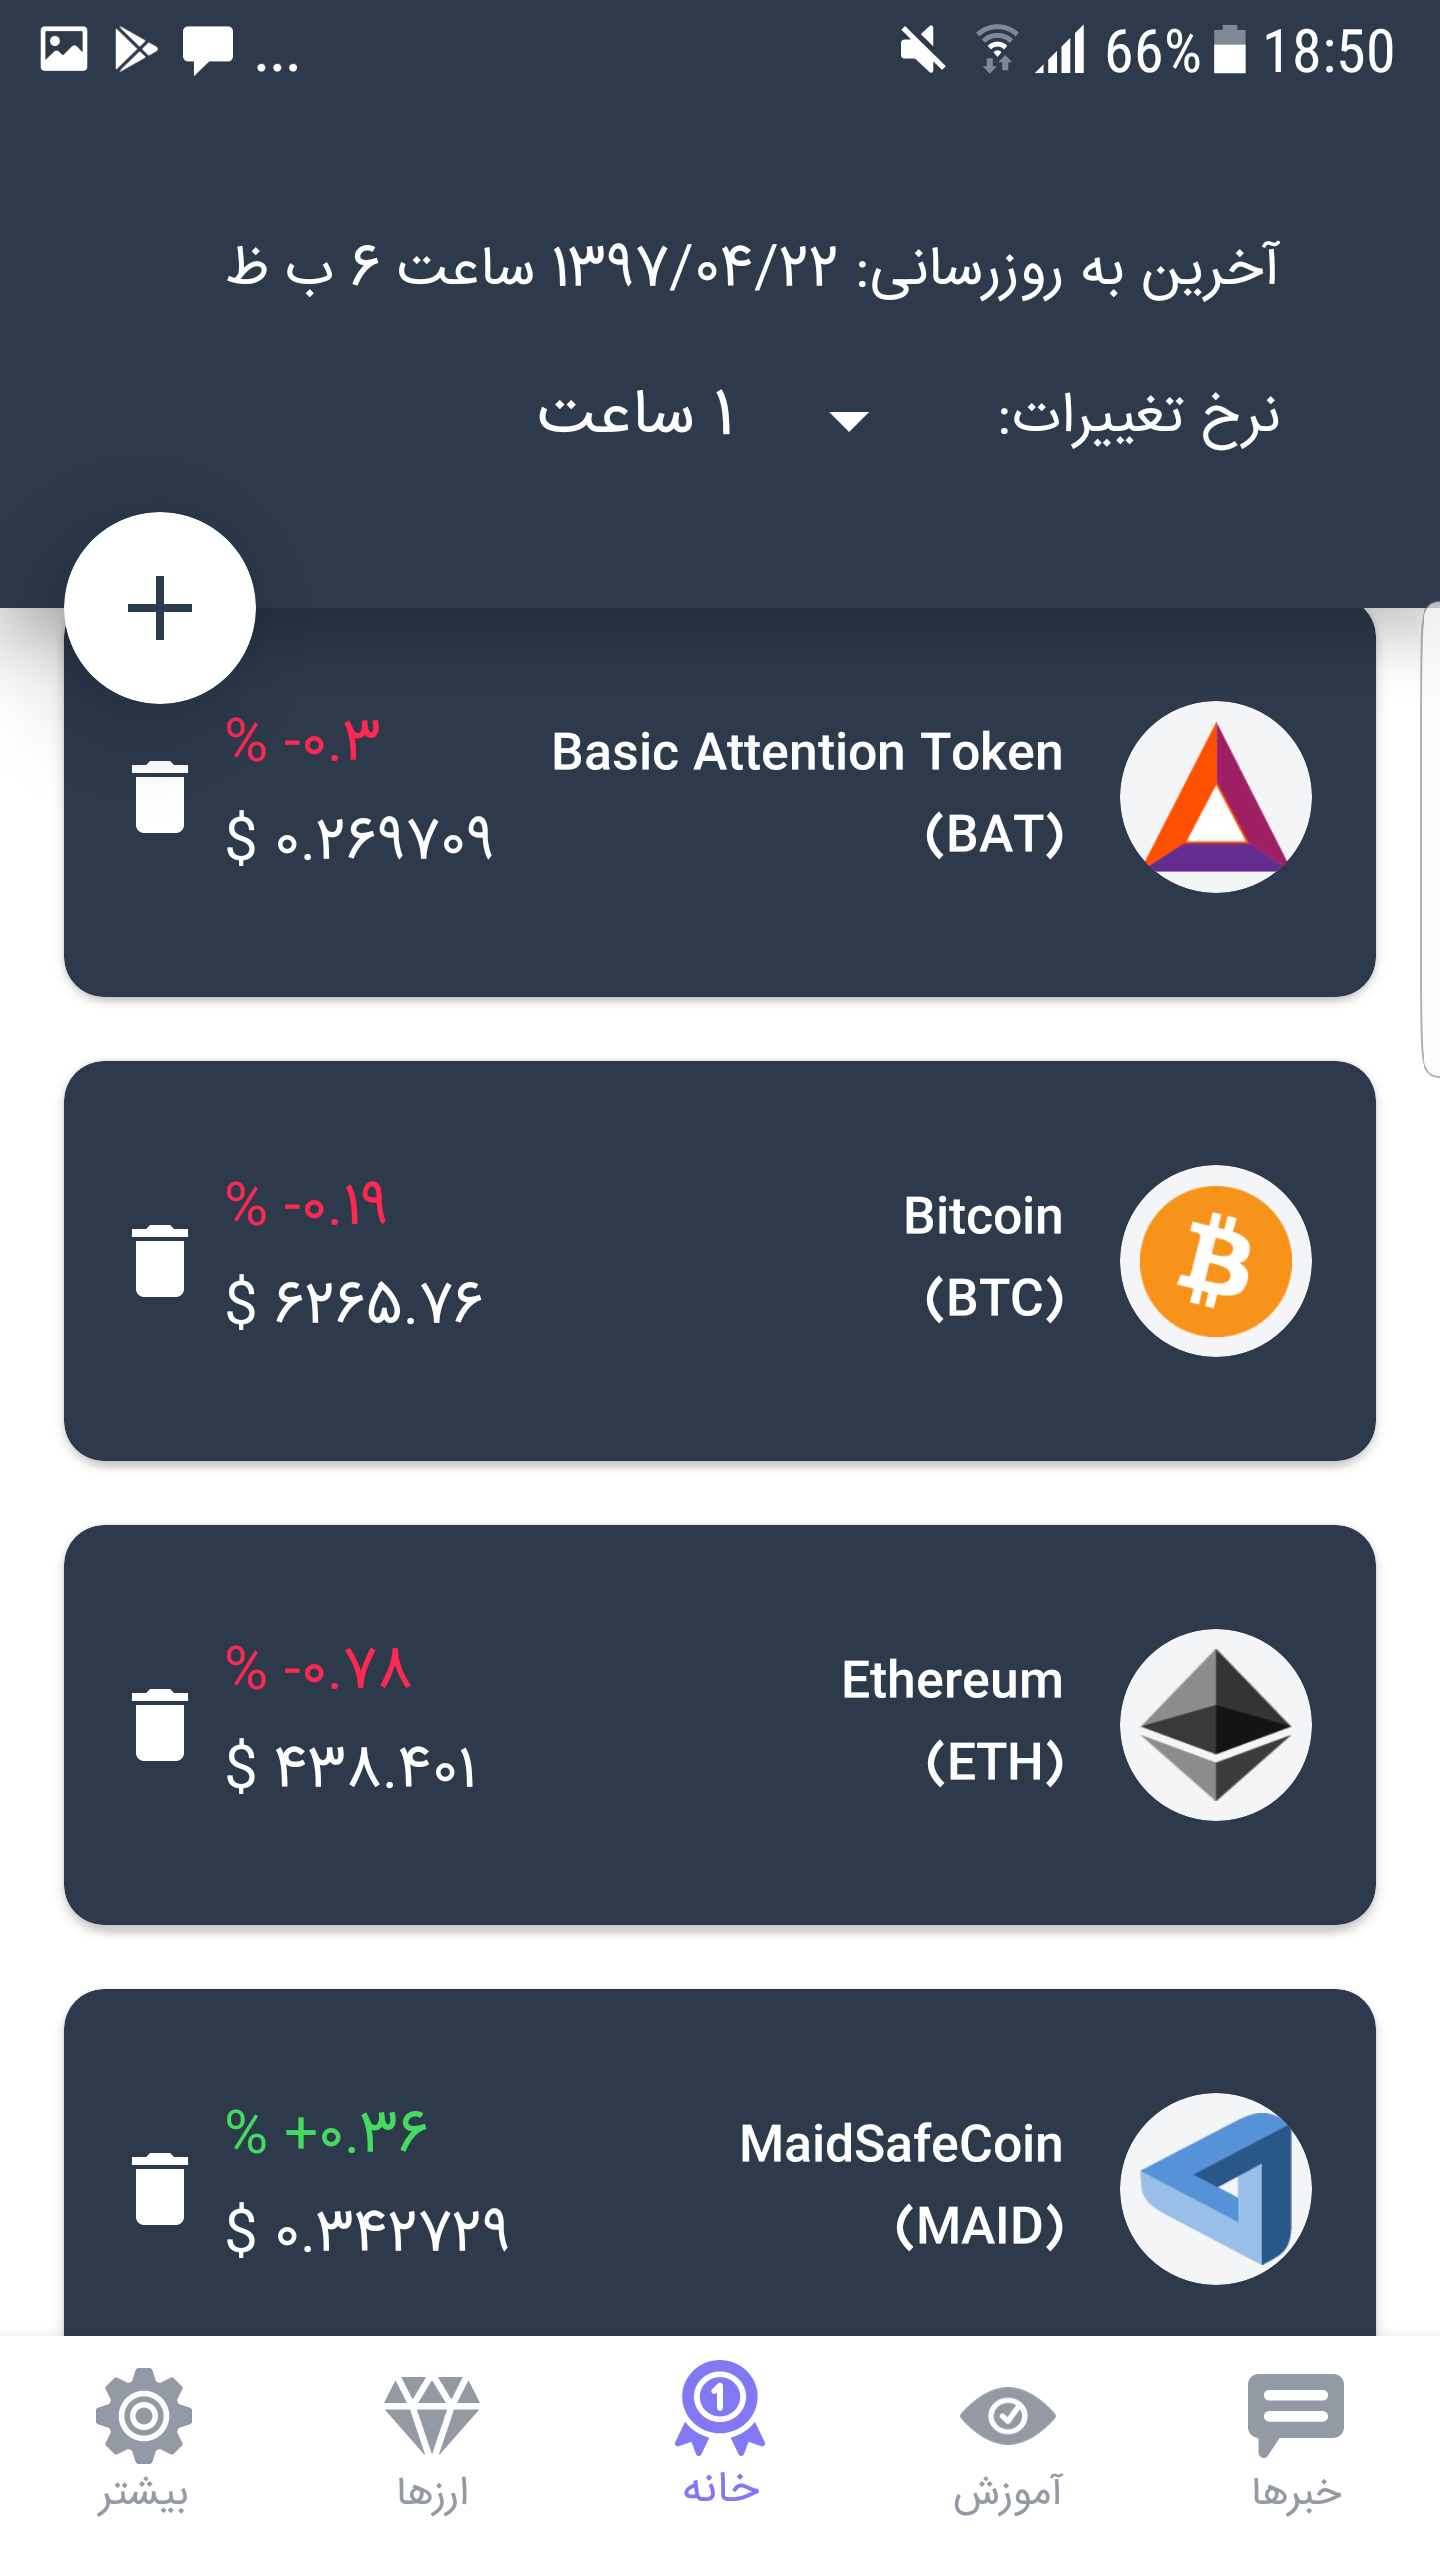 ... 66% 18:50
آخرین به روزرسانی: ۱۳۹۷/۰۴/۲۲ ساعت ۶ ب ظ
نرخ تغییرات: ۱ ساعت
Basic Attention Token
(BAT)
% -۰.۳
$ ۰.۲۶۹۷۰۹
Bitcoin
(BTC)
% -۰.۱۹
$ ۶۲۶۵.۷۶
Ethereum
(ETH)
% -۰.۷۸
$ ۴۳۸.۴۰۱
MaidSafeCoin
(MAID)
% +۰.۳۶
$ ۰.۳۴۲۷۲۹
خبرها
آموزش
خانه
ارزها
بیشتر